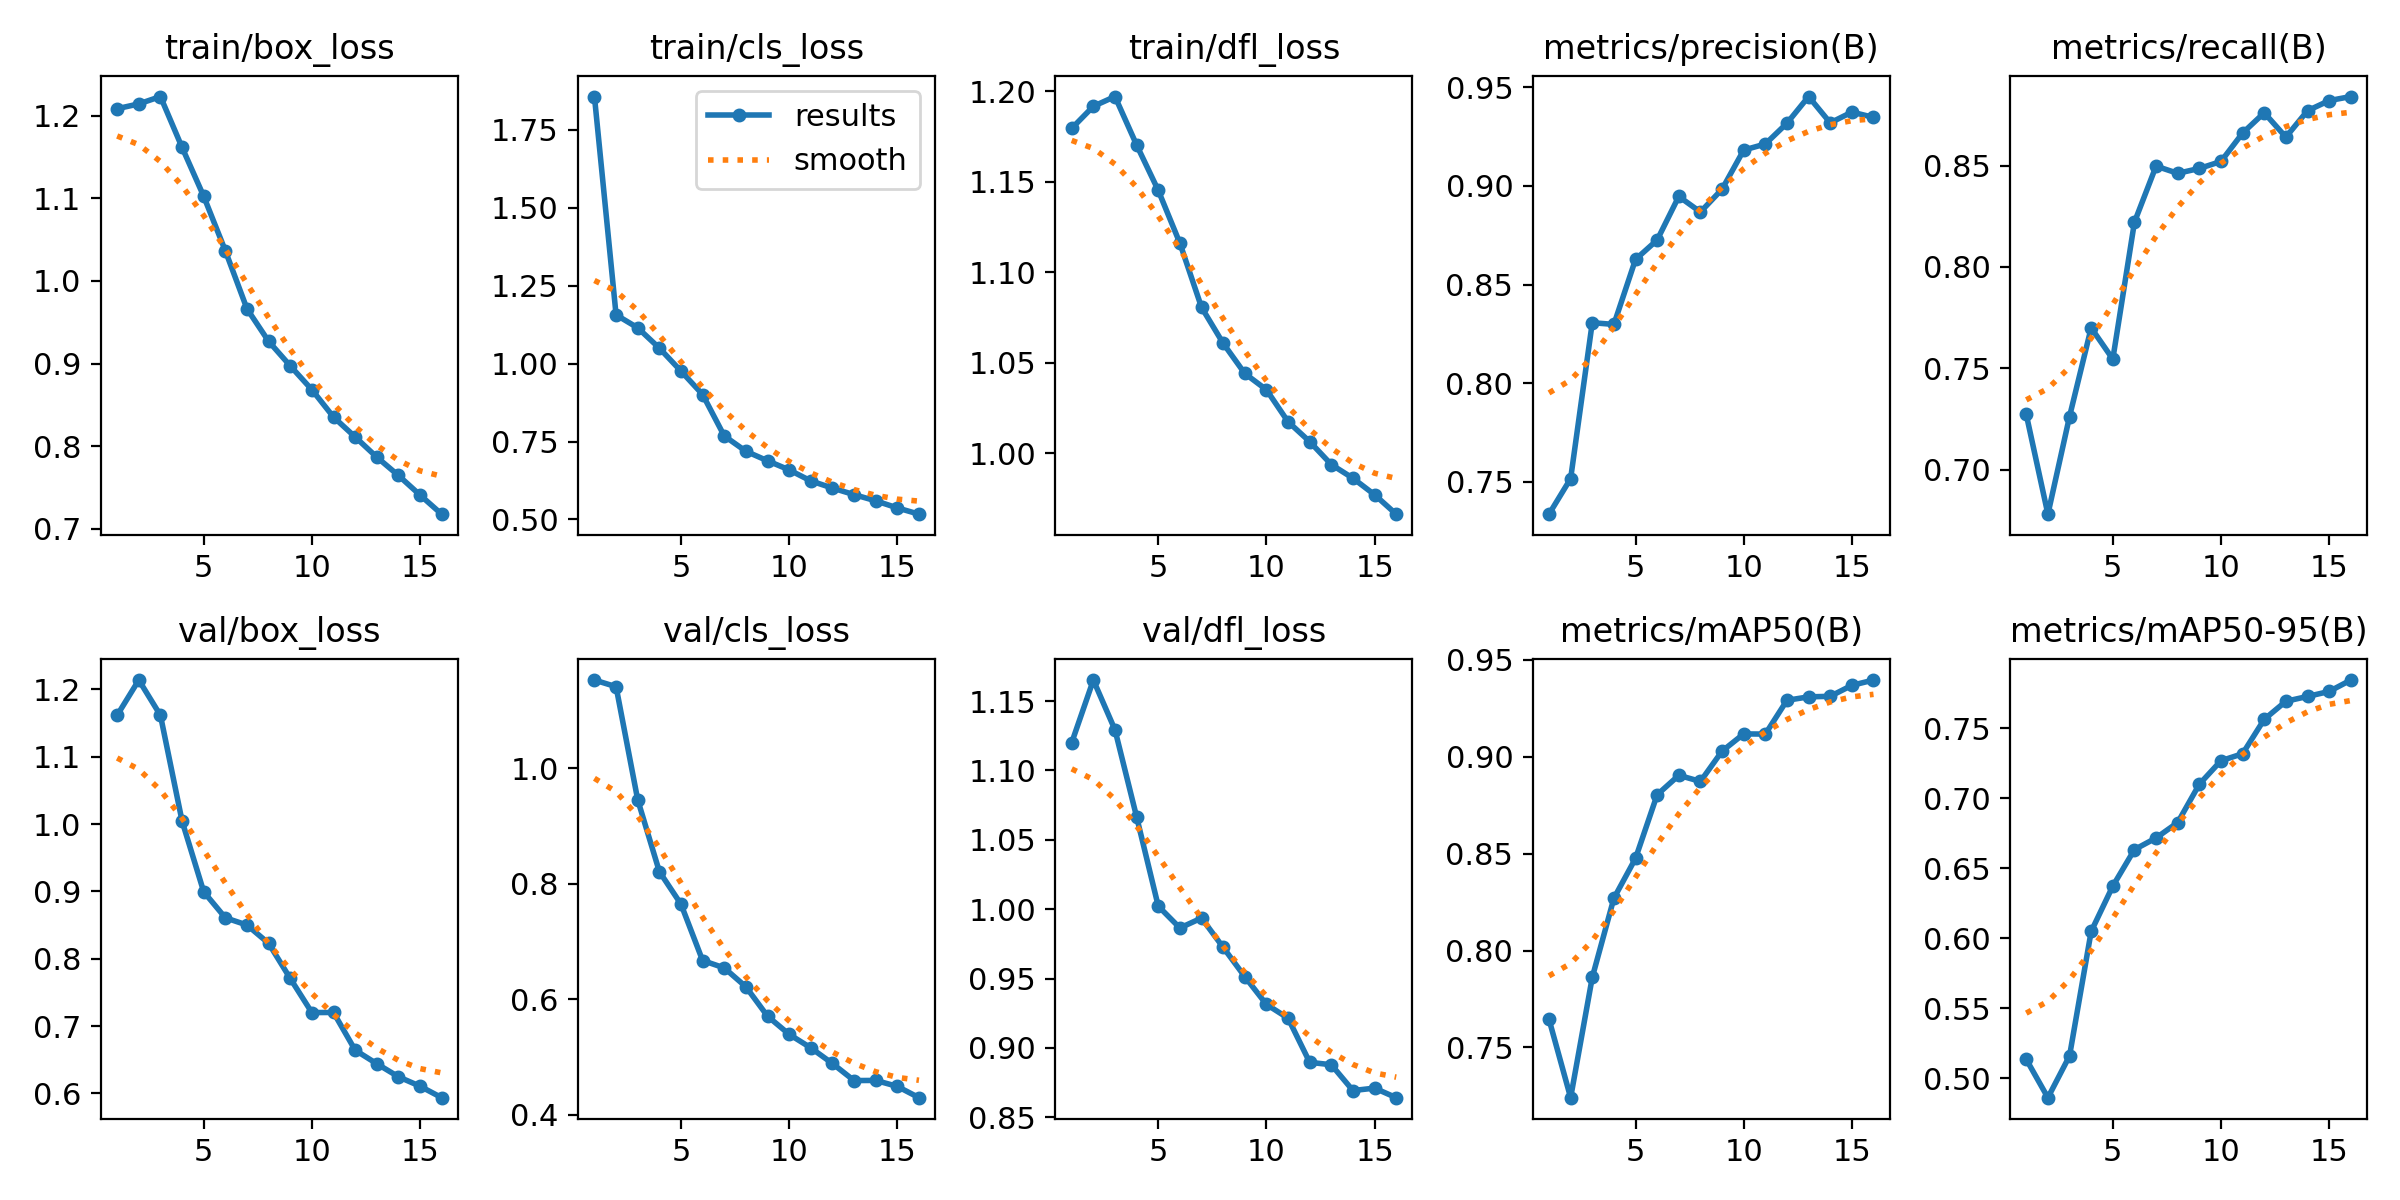 train/box_loss
1.2
1.1
1.0
0.9
0.8
0.7
5 10 15
train/cls_loss
results
smooth
1.75
1.50
1.25
1.00
0.75
0.50
5 10 15
train/dfl_loss
1.20
1.15
1.10
1.05
1.00
5 10 15
metrics/precision(B)
0.95
0.90
0.85
0.80
0.75
5 10 15
metrics/recall(B)
0.85
0.80
0.75
0.70
5 10 15
val/box_loss
1.2
1.1
1.0
0.9
0.8
0.7
0.6
5 10 15
val/cls_loss
1.0
0.8
0.6
0.4
5 10 15
val/dfl_loss
1.15
1.10
1.05
1.00
0.95
0.90
0.85
5 10 15
metrics/mAP50(B)
0.95
0.90
0.85
0.80
0.75
5 10 15
metrics/mAP50-95(B)
0.75
0.70
0.65
0.60
0.55
0.50
5 10 15